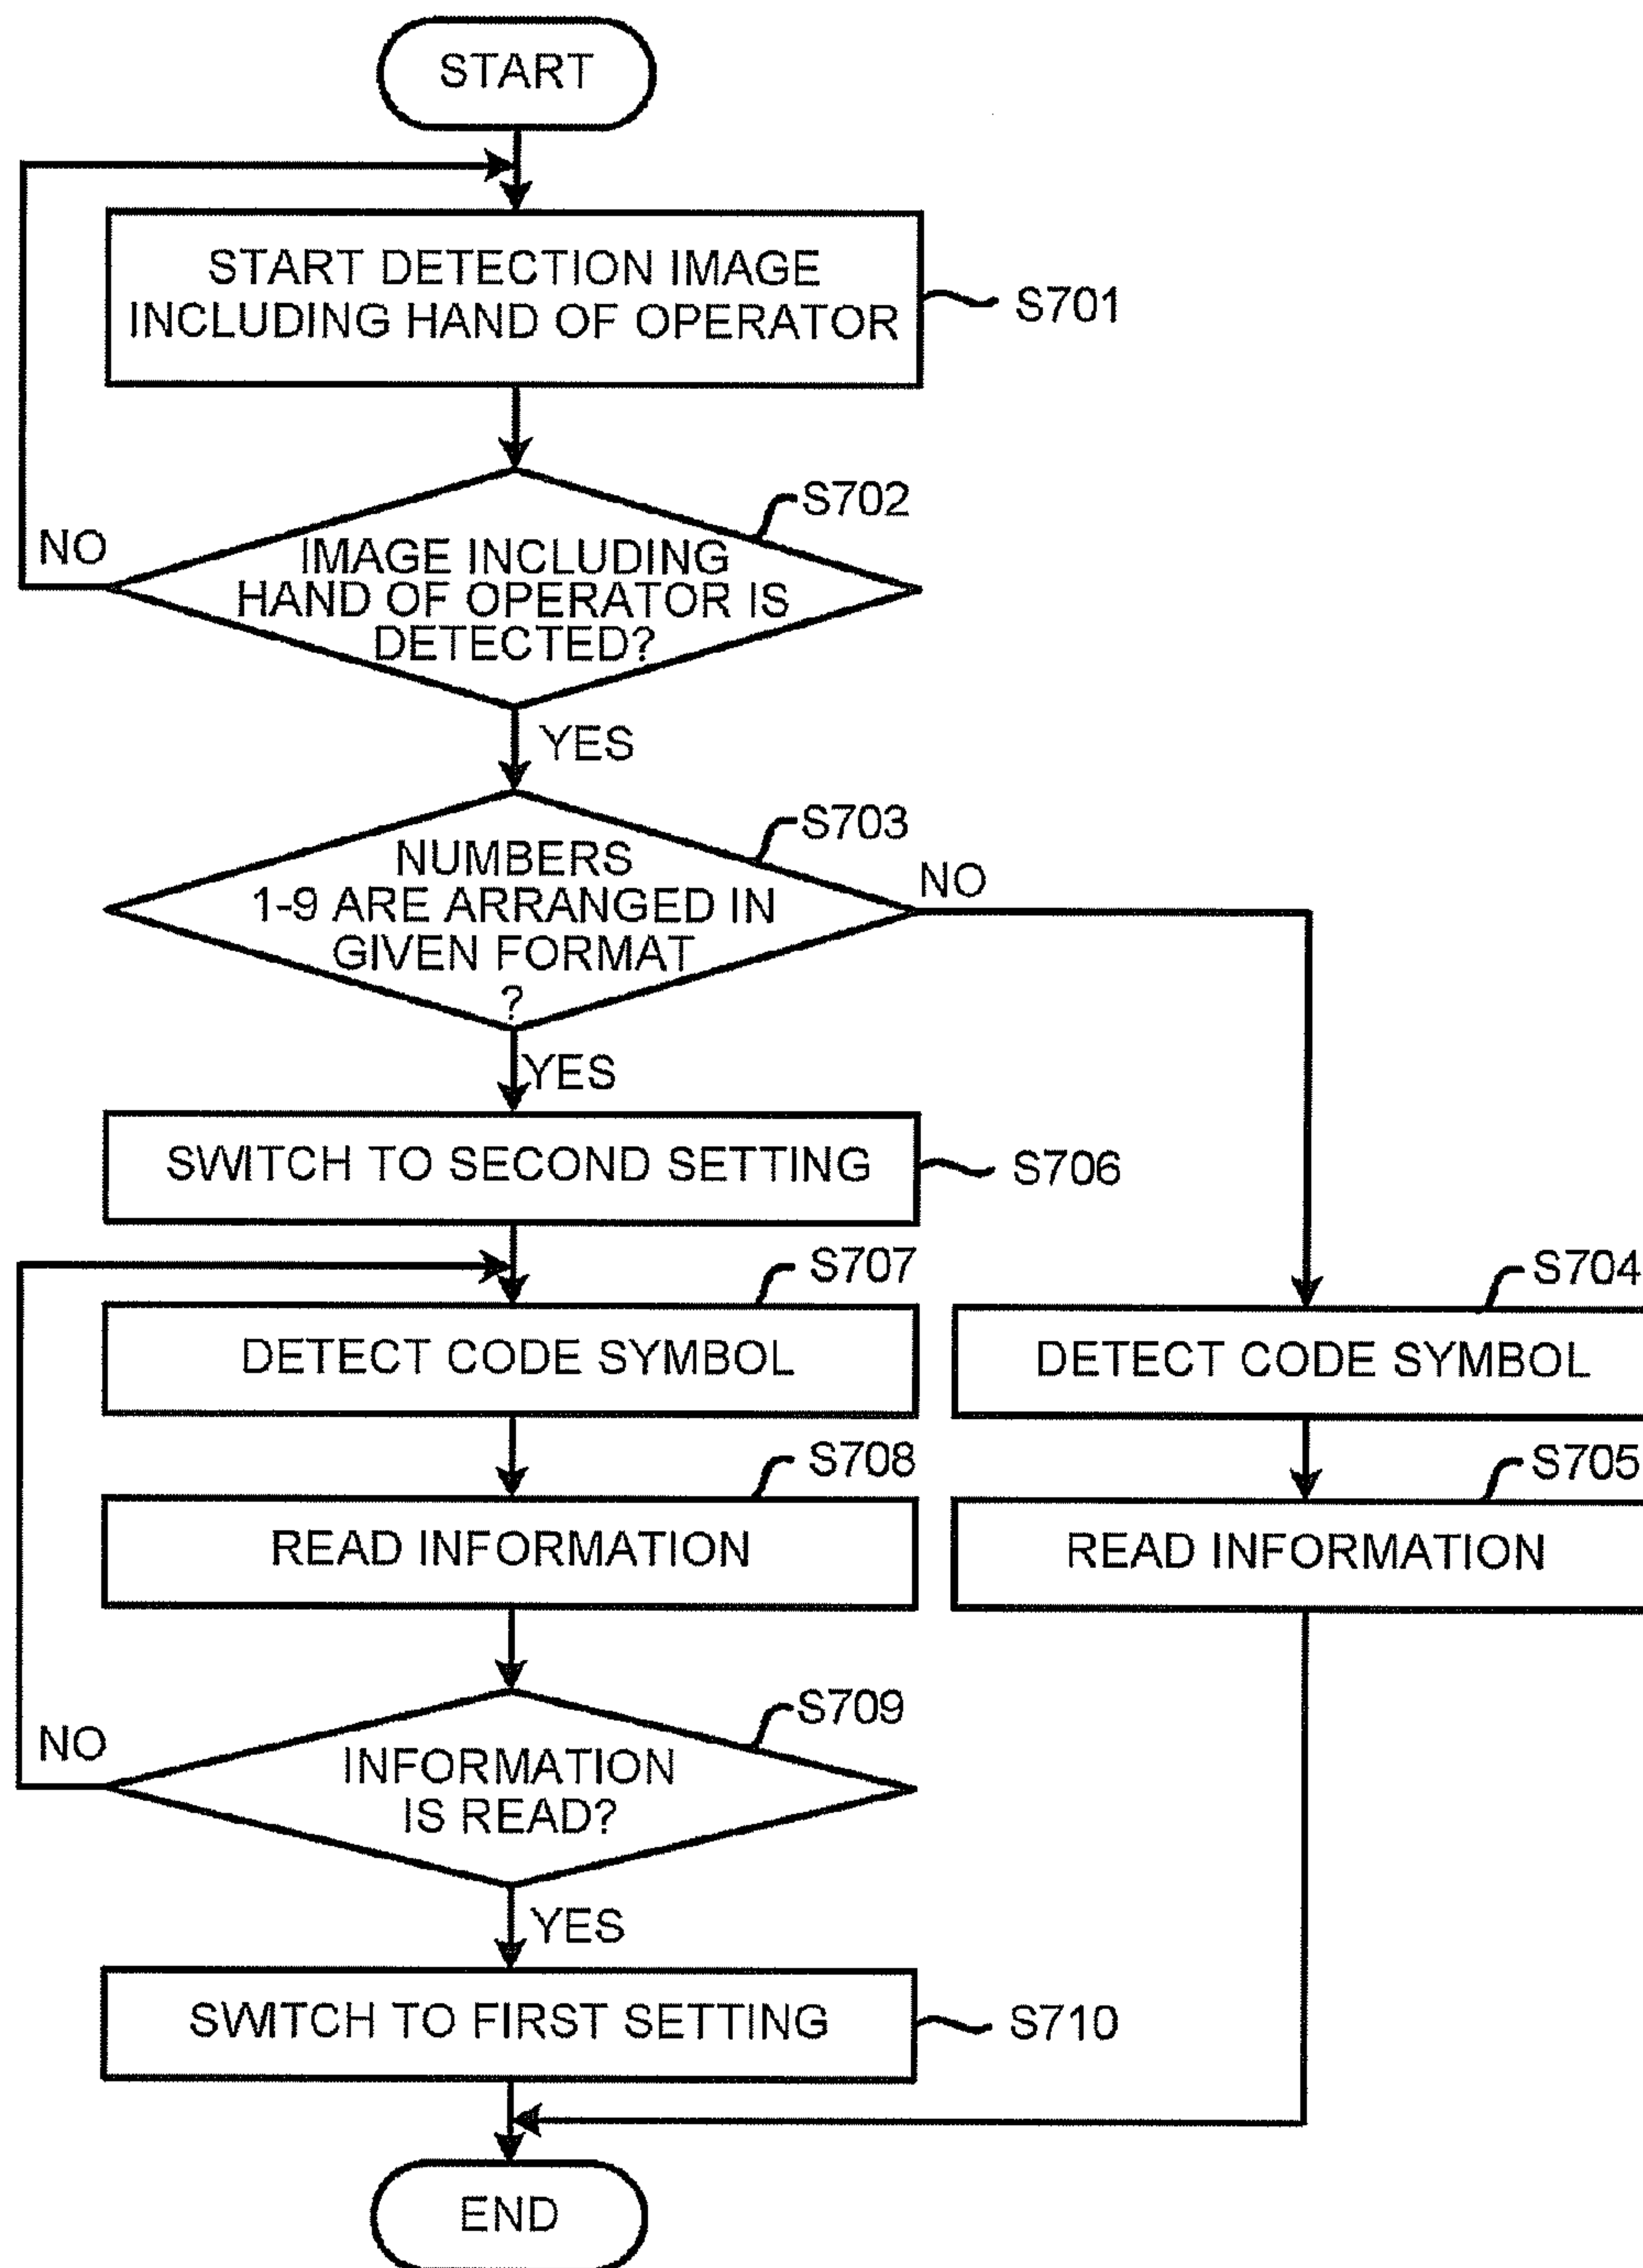 START
START DETECTION IMAGE
INCLUDING HAND OF OPERATOR
S701
S702
NO
IMAGE INCLUDING
HAND OF OPERATOR IS
DETECTED?
YES
S703
NUMBERS
1-9 ARE ARRANGED IN
GIVEN FORMAT
?
NO
YES
SWITCH TO SECOND SETTING
S706
S707
DETECT CODE SYMBOL
S704
DETECT CODE SYMBOL
S708
READ INFORMATION
S705
READ INFORMATION
S709
NO
INFORMATION
IS READ?
YES
SWITCH TO FIRST SETTING
S710
END